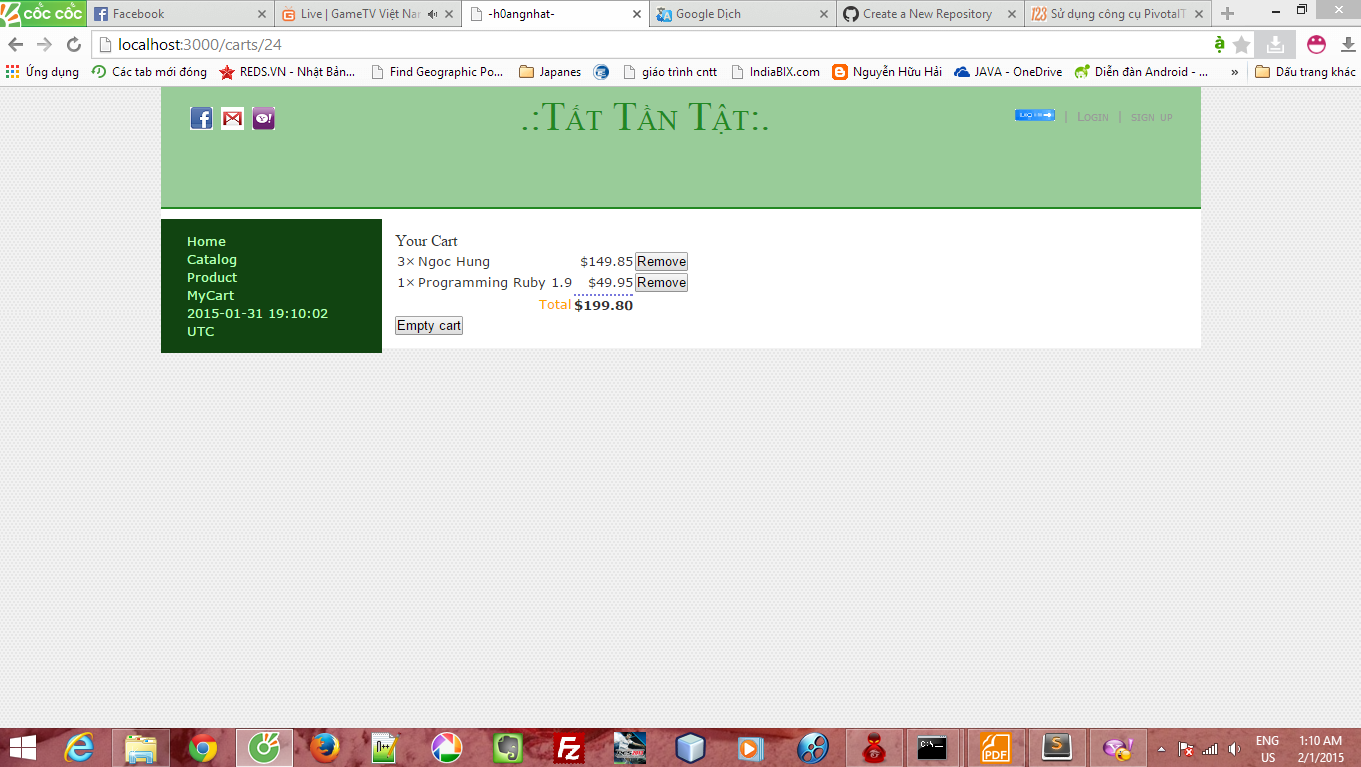 cốc cốc
Facebook
Live | GameTV Việt Na
-h0angnhat-
Google Dịch
Create a New Repository
Sử dụng công cụ PivotalT
localhost:3000/carts/24
Ứng dụng
Các tab mới đóng
REDS.VN - Nhật Bản...
Find Geographic Po...
Japanes
giáo trình cntt
IndiaBIX.com
Nguyễn Hữu Hải
JAVA - OneDrive
Diễn đàn Android - ...
»
Dấu trang khác
.:Tất Tần Tật:.
| Login | sign up
Home
Catalog
Product
MyCart
2015-01-31 19:10:02
UTC
Your Cart
3× Ngoc Hung $149.85 Remove
1× Programming Ruby 1.9 $49.95 Remove
Total $199.80
Empty cart
ENG
US
1:10 AM
2/1/2015